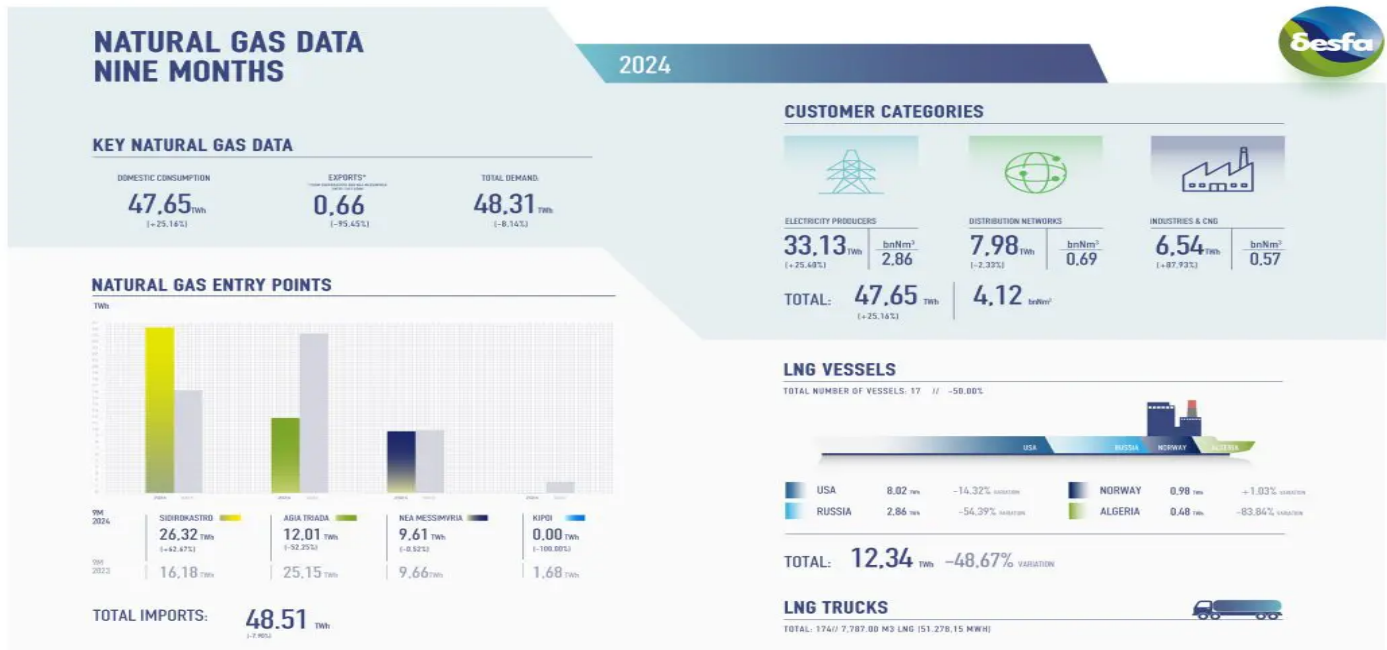 NATURAL GAS DATA
NINE MONTHS
2024
δesfa
KEY NATURAL GAS DATA
DOMESTIC CONSUMPTION
47,65 TWh
(+25,16%)
EXPORTS*
0,66
(-95,45%)
TOTAL DEMAND:
48,31 TWh
(-8,14%)
NATURAL GAS ENTRY POINTS
TWh
9M
2024
SIDIROKASTRO
26,32 TWh
(+62,67%)
AGIA TRIADA
12,01 TWh
(-52,25%)
NEA MESSIMVRIA
9,61 TWh
(-0,52%)
KIPOI
0,00 TWh
(-100,00%)
9M
2023
16,18 TWh
25,15 TWh
9,66 TWh
1,68 TWh
TOTAL IMPORTS:
48.51 TWh
(-7,90%)
CUSTOMER CATEGORIES
ELECTRICITY PRODUCERS
33,13 TWh
(+25,48%)
bnNm³
2,86
DISTRIBUTION NETWORKS
7,98 TWh
(-2,33%)
bnNm³
0,69
INDUSTRIES & CNG
6,54 TWh
(+87,93%)
bnNm³
0,57
TOTAL: 47,65 TWh
(+25,16%)
4,12 bnNm³
LNG VESSELS
TOTAL NUMBER OF VESSELS: 17 // -50,00%
USA
RUSSIA
NORWAY
ALGERIA
USA 8,02 TWh -14,32% VARIATION
NORWAY 0,98 TWh +1,03% VARIATION
RUSSIA 2,86 TWh -54,39% VARIATION
ALGERIA 0,48 TWh -83,84% VARIATION
TOTAL: 12,34 TWh -48,67% VARIATION
LNG TRUCKS
TOTAL: 174// 7,787.00 M3 LNG (51.278,15 MWH)